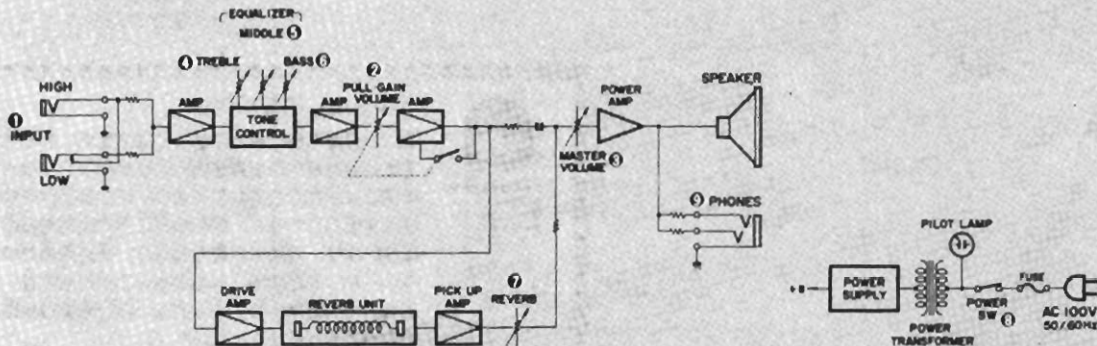 EQUALIZER
MIDDLE ⑤
④ TREBLE
BASS ⑥
HIGH
① INPUT
LOW
AMP
TONE CONTROL
AMP
② PULL-GAIN VOLUME
AMP
MASTER VOLUME ③
POWER AMP
SPEAKER
⑨ PHONES
DRIVE AMP
REVERB UNIT
PICK UP AMP
⑦ REVERB
PILOT LAMP
+B
POWER SUPPLY
POWER TRANSFORMER
POWER SW ⑧
FUSE
AC 100V
50/60Hz